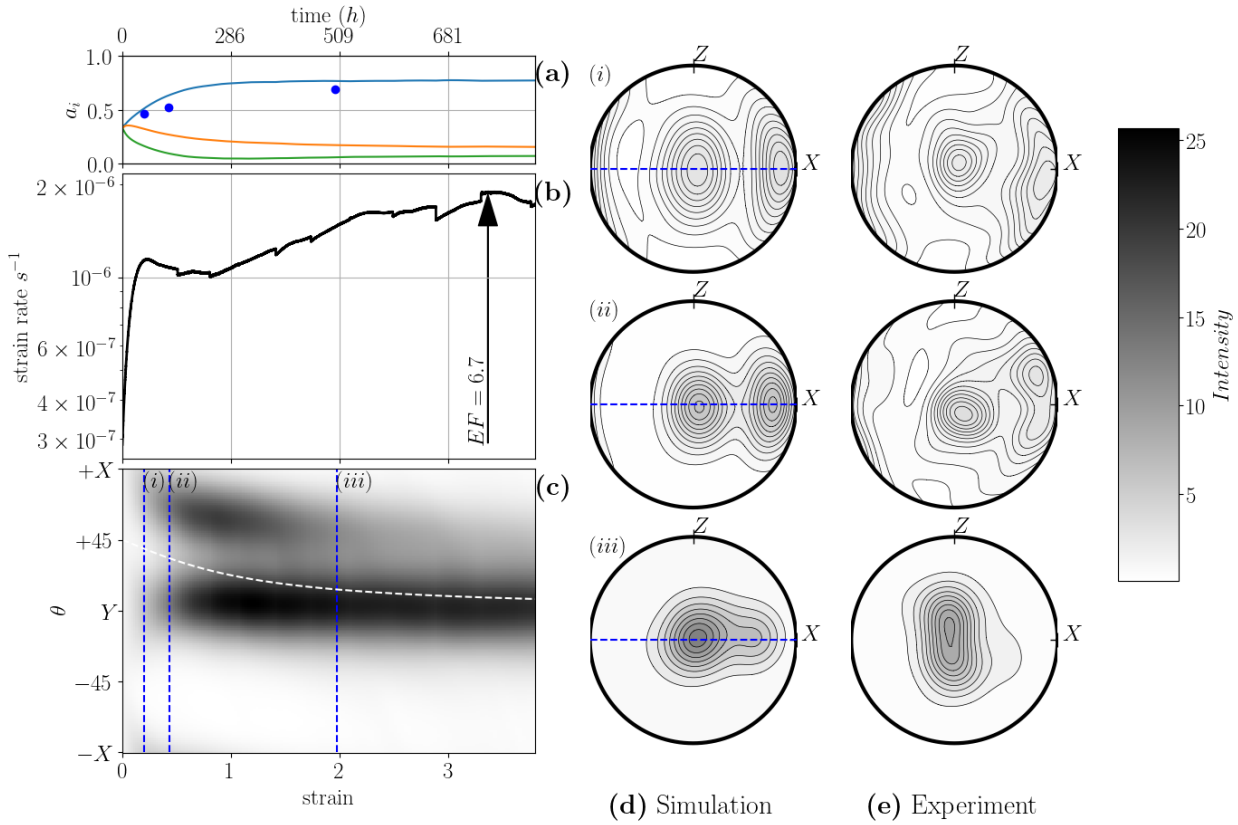 time (h)
0 286 509 681
1.0
0.5
0.0
a_i
(a)
2 × 10⁻⁶
10⁻⁶
6 × 10⁻⁷
4 × 10⁻⁷
3 × 10⁻⁷
strain rate s⁻¹
EF = 6.7
(b)
+X
+45
Y
−45
−X
θ
(i) (ii) (iii)
(c)
0 1 2 3
strain
(i) Z X
Z X
(ii) Z X
Z X
(iii) Z X
Z X
(d) Simulation
(e) Experiment
25
20
15
10
5
Intensity